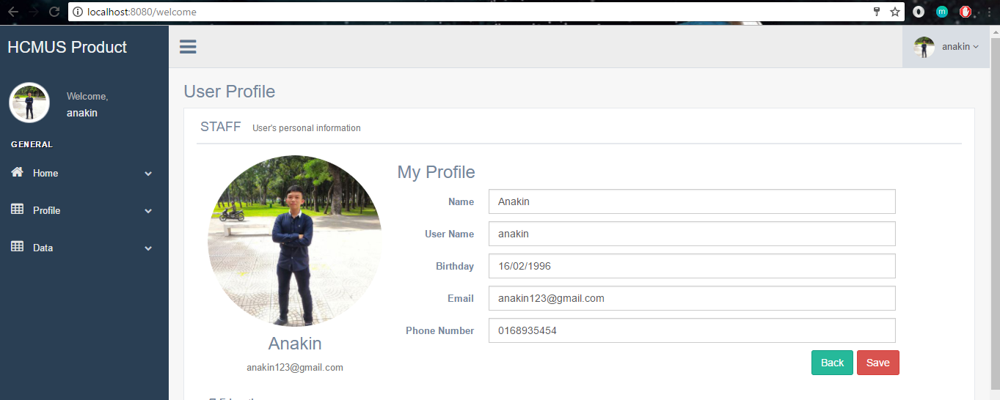 localhost:8080/welcome
m
HCMUS Product
anakin
Welcome,
anakin
GENERAL
Home
Profile
Data
User Profile
STAFF User's personal information
My Profile
Name Anakin
User Name anakin
Birthday 16/02/1996
Email anakin123@gmail.com
Phone Number 0168935454
Back Save
Anakin
anakin123@gmail.com